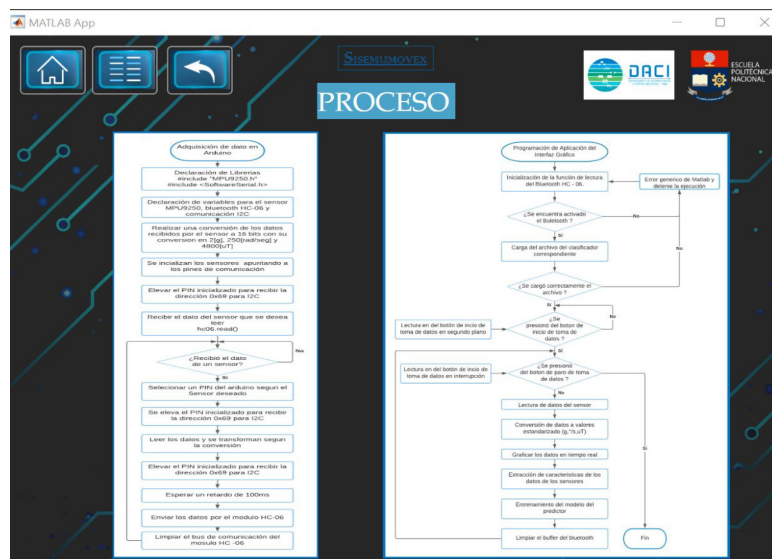 MATLAB App
SISEMUMOVEX
PROCESO
DACI
ESCUELA
POLITÉCNICA
NACIONAL
Adquisición de dato en
Arduino
Declaración de Librerias
#include "MPU9250.h"
#include <SoftwareSerial.h>
Declaración de variables para el sensor
MPU9250, bluetooth HC-06 y
comunicación I2C
Realizar una conversión de los datos
recibidos por el sensor a 16 bits con su
conversion en 2[g], 250[rad/seg] y
4800[uT]
Se incializan los sensores apuntando a
los pines de comunicación
Elevar el PIN inicializado para recibir la
dirección 0x69 para I2C
Recibir el dato del sensor que se desea
leer
hc06.read()
¿Recibió el dato
de un sensor?
No
Si
Selecionar un PIN del arduino segun el
Sensor deseado
Se eleva el PIN inicializado para recibir
la dirección 0x69 para I2C
Leer los datos y se transforman segun
la conversión
Elevar el PIN inicializado para recibir la
dirección 0x69 para I2C
Esperar un retardo de 100ms
Enviar los datos por el modulo HC-06
Limpiar el bus de comunicación del
mosulo HC -06
Programación de Aplicación del
Interfaz Gráfico
Inicialización de la función de lectura
del Bluetooth HC - 06.
Error generico de Matlab y
detiene la ejecución
¿Se encuentra activado
el buletooth ?
No
Sí
Carga del archivo del clasificador
correspondiente
No
¿Se cargó correctamente el
archivo ?
Lectura en del botón de incio de
toma de datos en segundo plano
¿Se
presionó del boton de
inicio de toma de
datos ?
No
Sí
Lectura en del botón de incio de
toma de datos en interrupción
¿Se presionó
del boton de paro de toma
de datos ?
No
Sí
Lectura de datos del sensor
Conversión de datos a valores
estandarizado (g,°/s,uT)
Graficar los datos en tiempo real
Extracción de características de los
datos de los sensores
Entrenamiento del modelo del
predictor
Limpiar el buffer del bluetooth
Fin